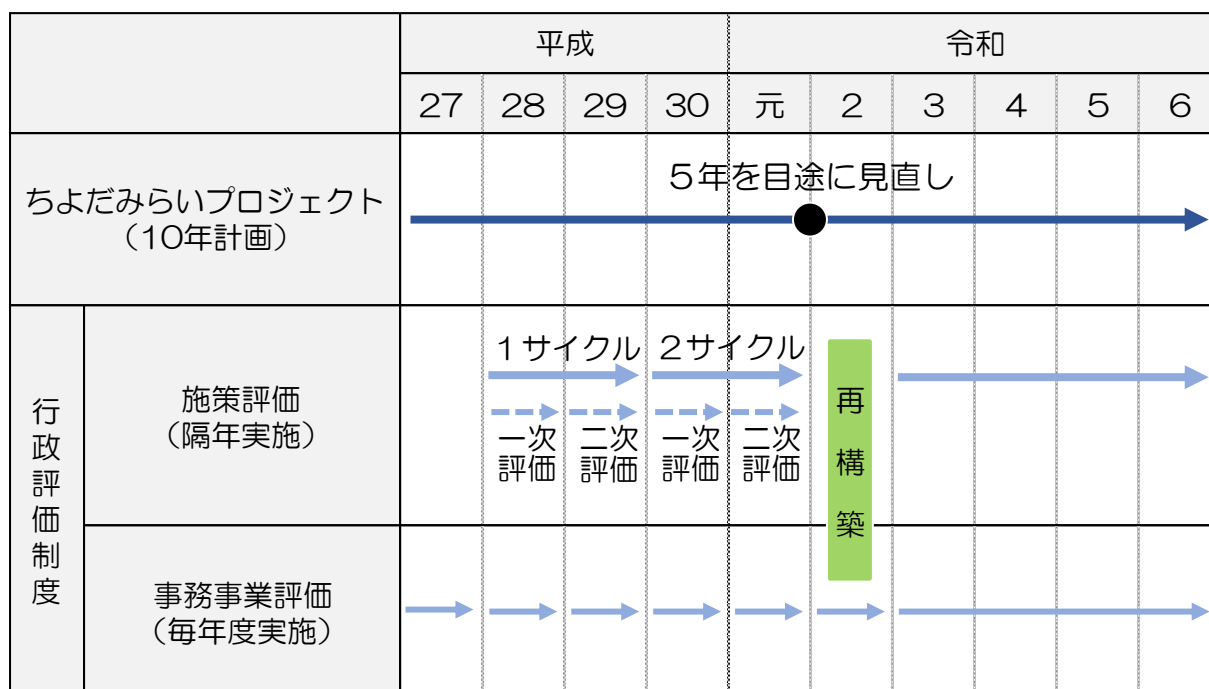 平成
令和
27
28
29
30
元
2
3
4
5
6
ちよだみらいプロジェクト
（10年計画）
5年を目途に見直し
行政評価制度
施策評価
（隔年実施）
1サイクル
2サイクル
一次
評価
二次
評価
一次
評価
二次
評価
再構築
事務事業評価
（毎年度実施）